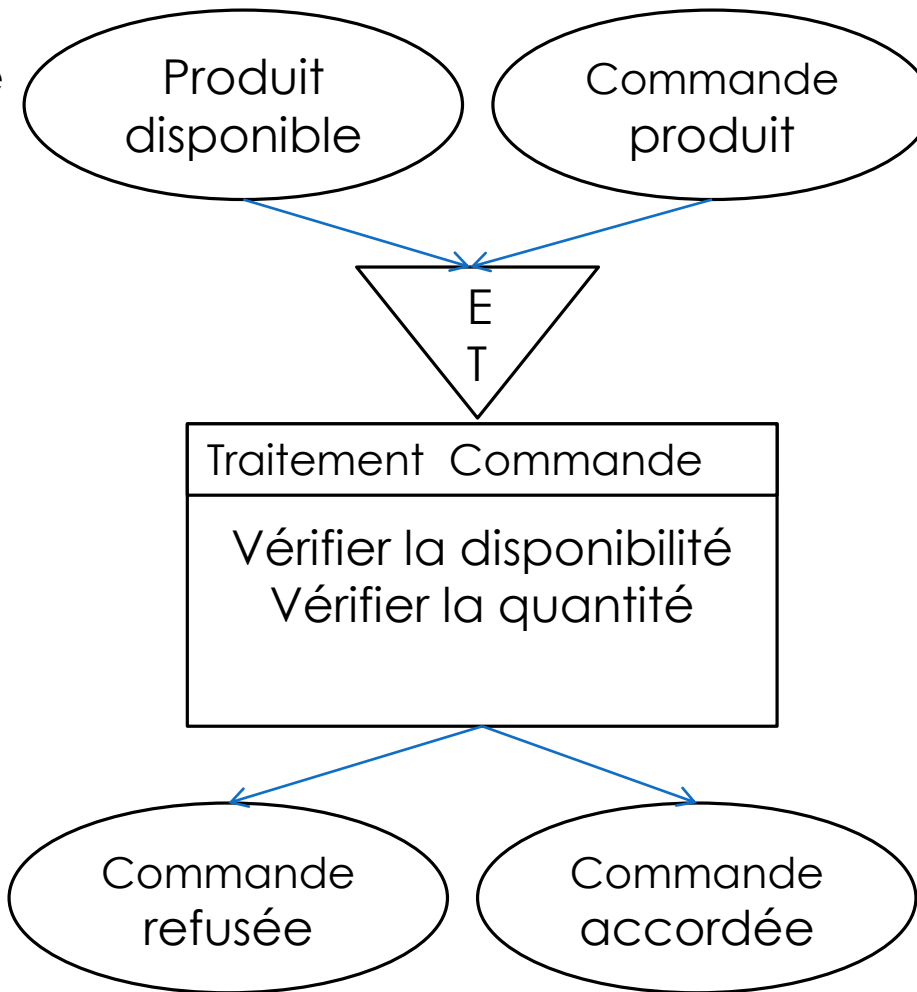 Produit
disponible
Commande
produit
E
T
Traitement Commande
Vérifier la disponibilité
Vérifier la quantité
Commande
refusée
Commande
accordée